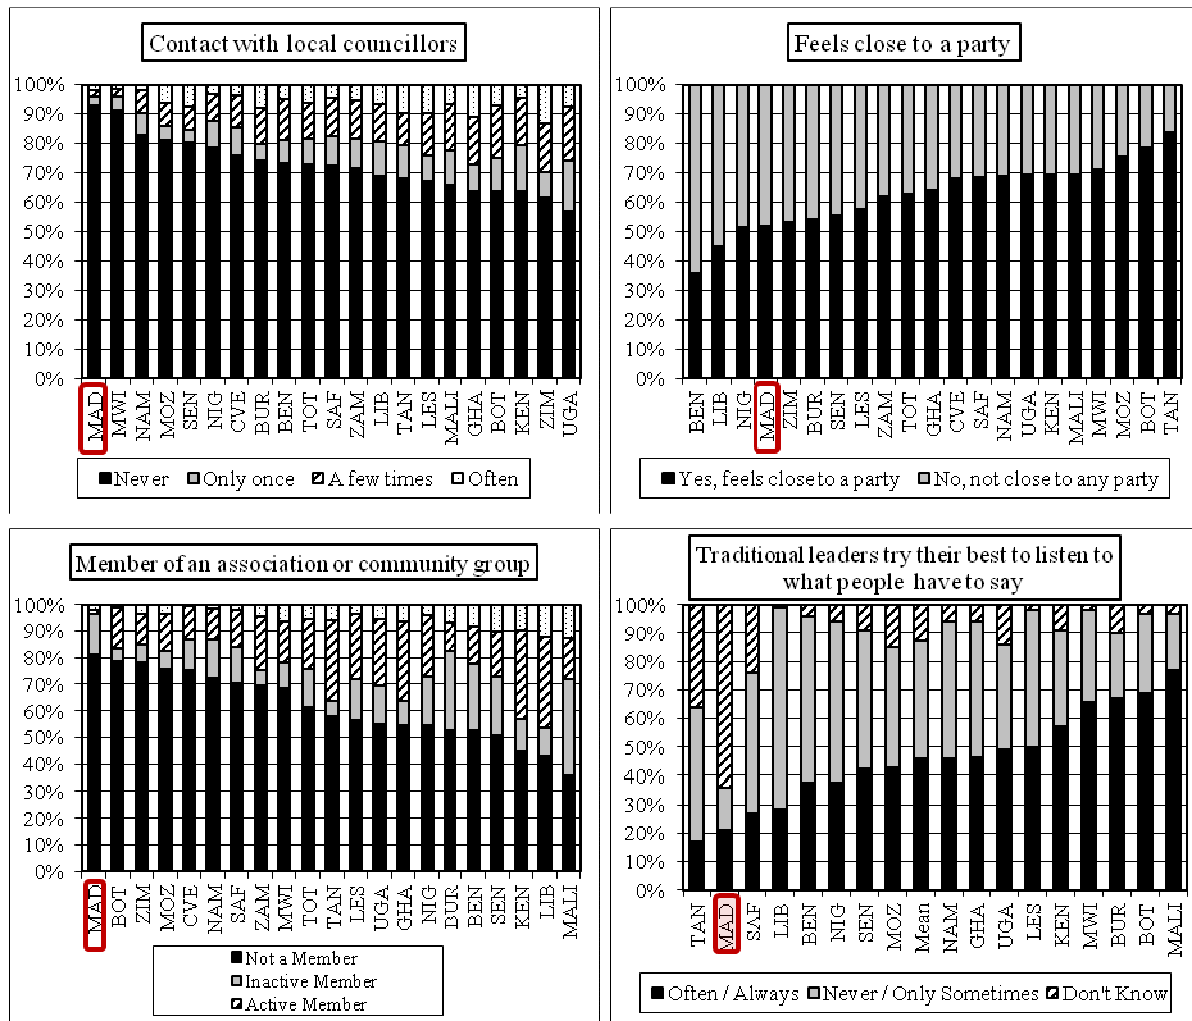 Contact with local councillors
100%
90%
80%
70%
60%
50%
40%
30%
20%
10%
0%
MAD MWI NAM MOZ SEN NIG CVE BUR BEN TOT SAF ZAM LIB TAN LES MALI GHA BOT KEN ZIM UGA
Never Only once A few times Often
Feels close to a party
100%
90%
80%
70%
60%
50%
40%
30%
20%
10%
0%
BEN LIB NIG MAD ZIM BUR SEN LES ZAM TOT GHA CVE SAF NAM UGA KEN MALI MWI MOZ BOT TAN
Yes, feels close to a party No, not close to any party
Member of an association or community group
100%
90%
80%
70%
60%
50%
40%
30%
20%
10%
0%
MAD BOT ZIM MOZ CVE NAM SAF ZAM MWI TOT TAN LES UGA GHA NIG BUR BEN SEN KEN LIB MALI
Not a Member
Inactive Member
Active Member
Traditional leaders try their best to listen to
what people have to say
100%
90%
80%
70%
60%
50%
40%
30%
20%
10%
0%
TAN MAD SAF LIB BEN NIG SEN MOZ Mean NAM GHA UGA LES KEN MWI BUR BOT MALI
Often / Always Never / Only Sometimes Don't Know